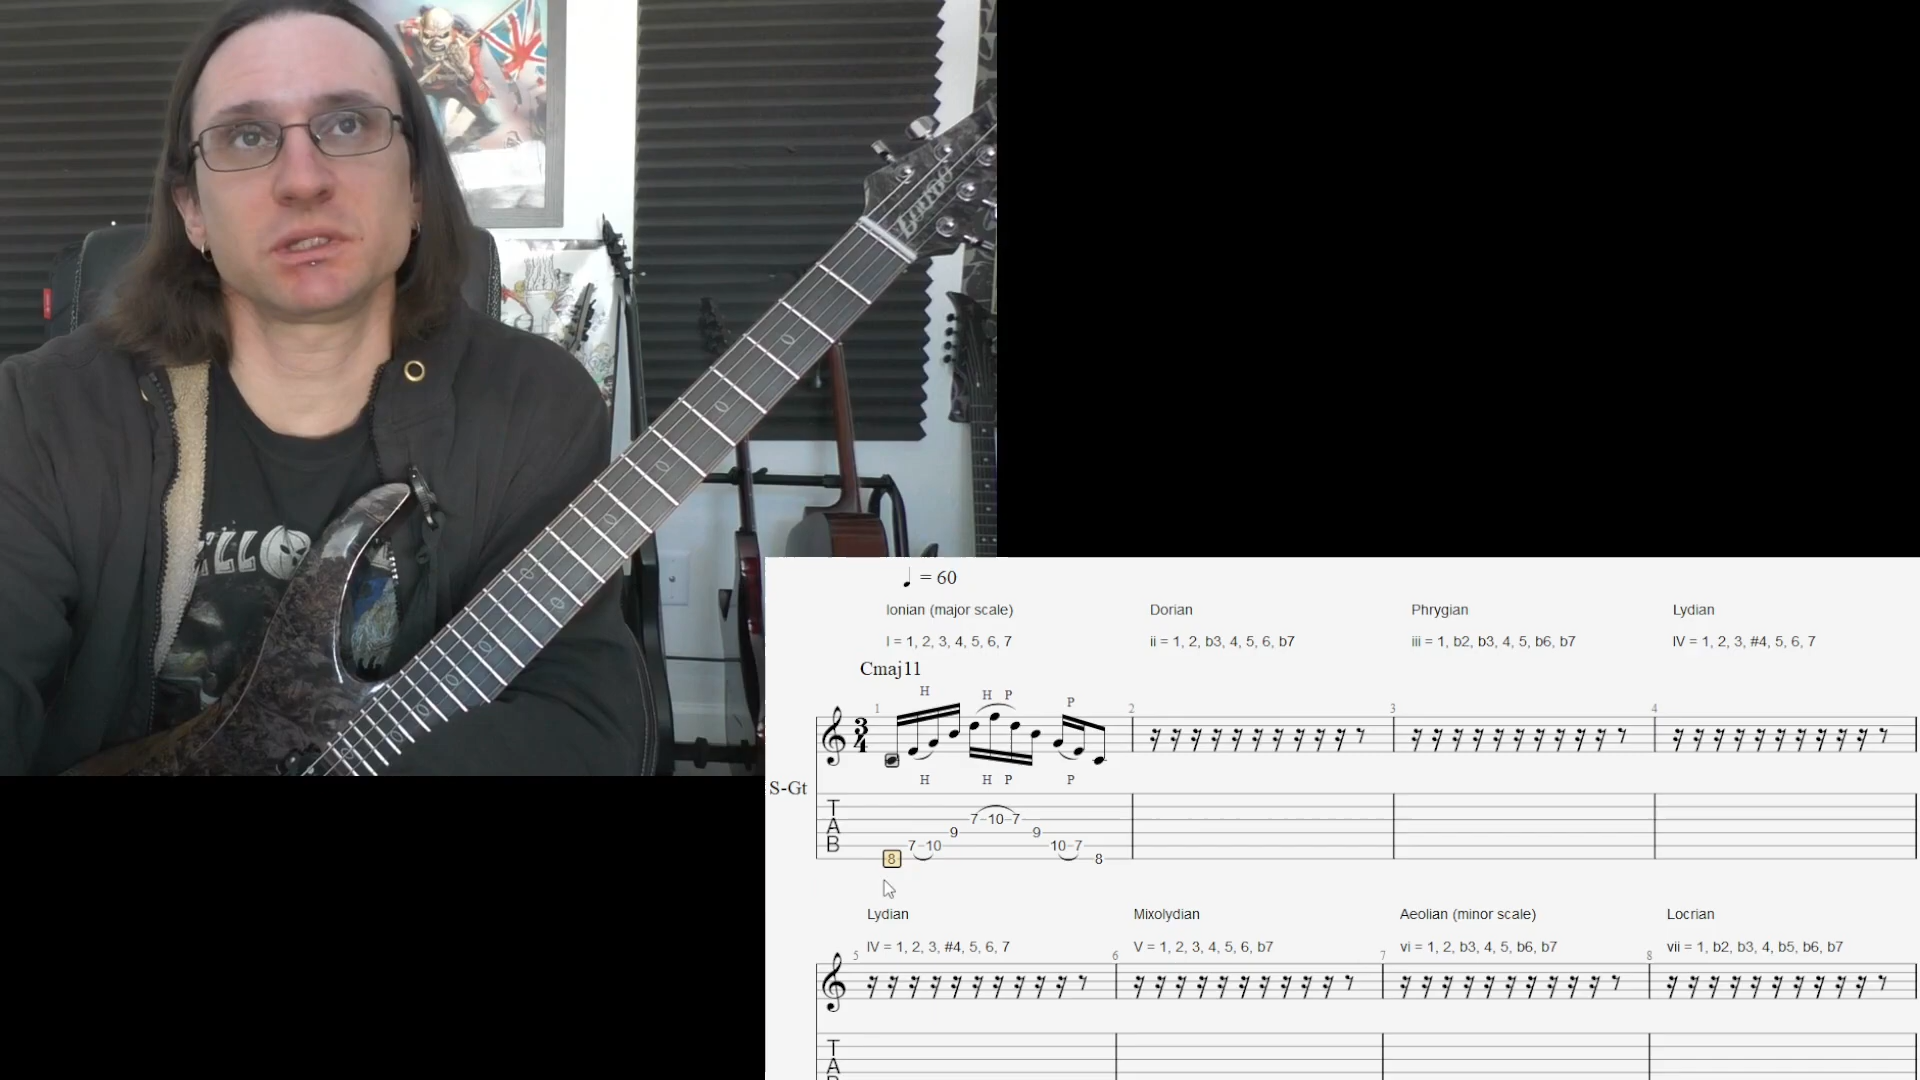 ELLO
♩ = 60
Ionian (major scale) Dorian Phrygian Lydian
I = 1, 2, 3, 4, 5, 6, 7 ii = 1, 2, b3, 4, 5, 6, b7 iii = 1, b2, b3, 4, 5, b6, b7 IV = 1, 2, 3, #4, 5, 6, 7
Cmaj11
H H P P
1 2 3 4
3
4
H H P P
S-Gt
T
A
B
7 10 7
9 9
7 10 10 7
8 8
Lydian Mixolydian Aeolian (minor scale) Locrian
IV = 1, 2, 3, #4, 5, 6, 7 V = 1, 2, 3, 4, 5, 6, b7 vi = 1, 2, b3, 4, 5, b6, b7 vii = 1, b2, b3, 4, b5, b6, b7
5 6 7 8
T
A